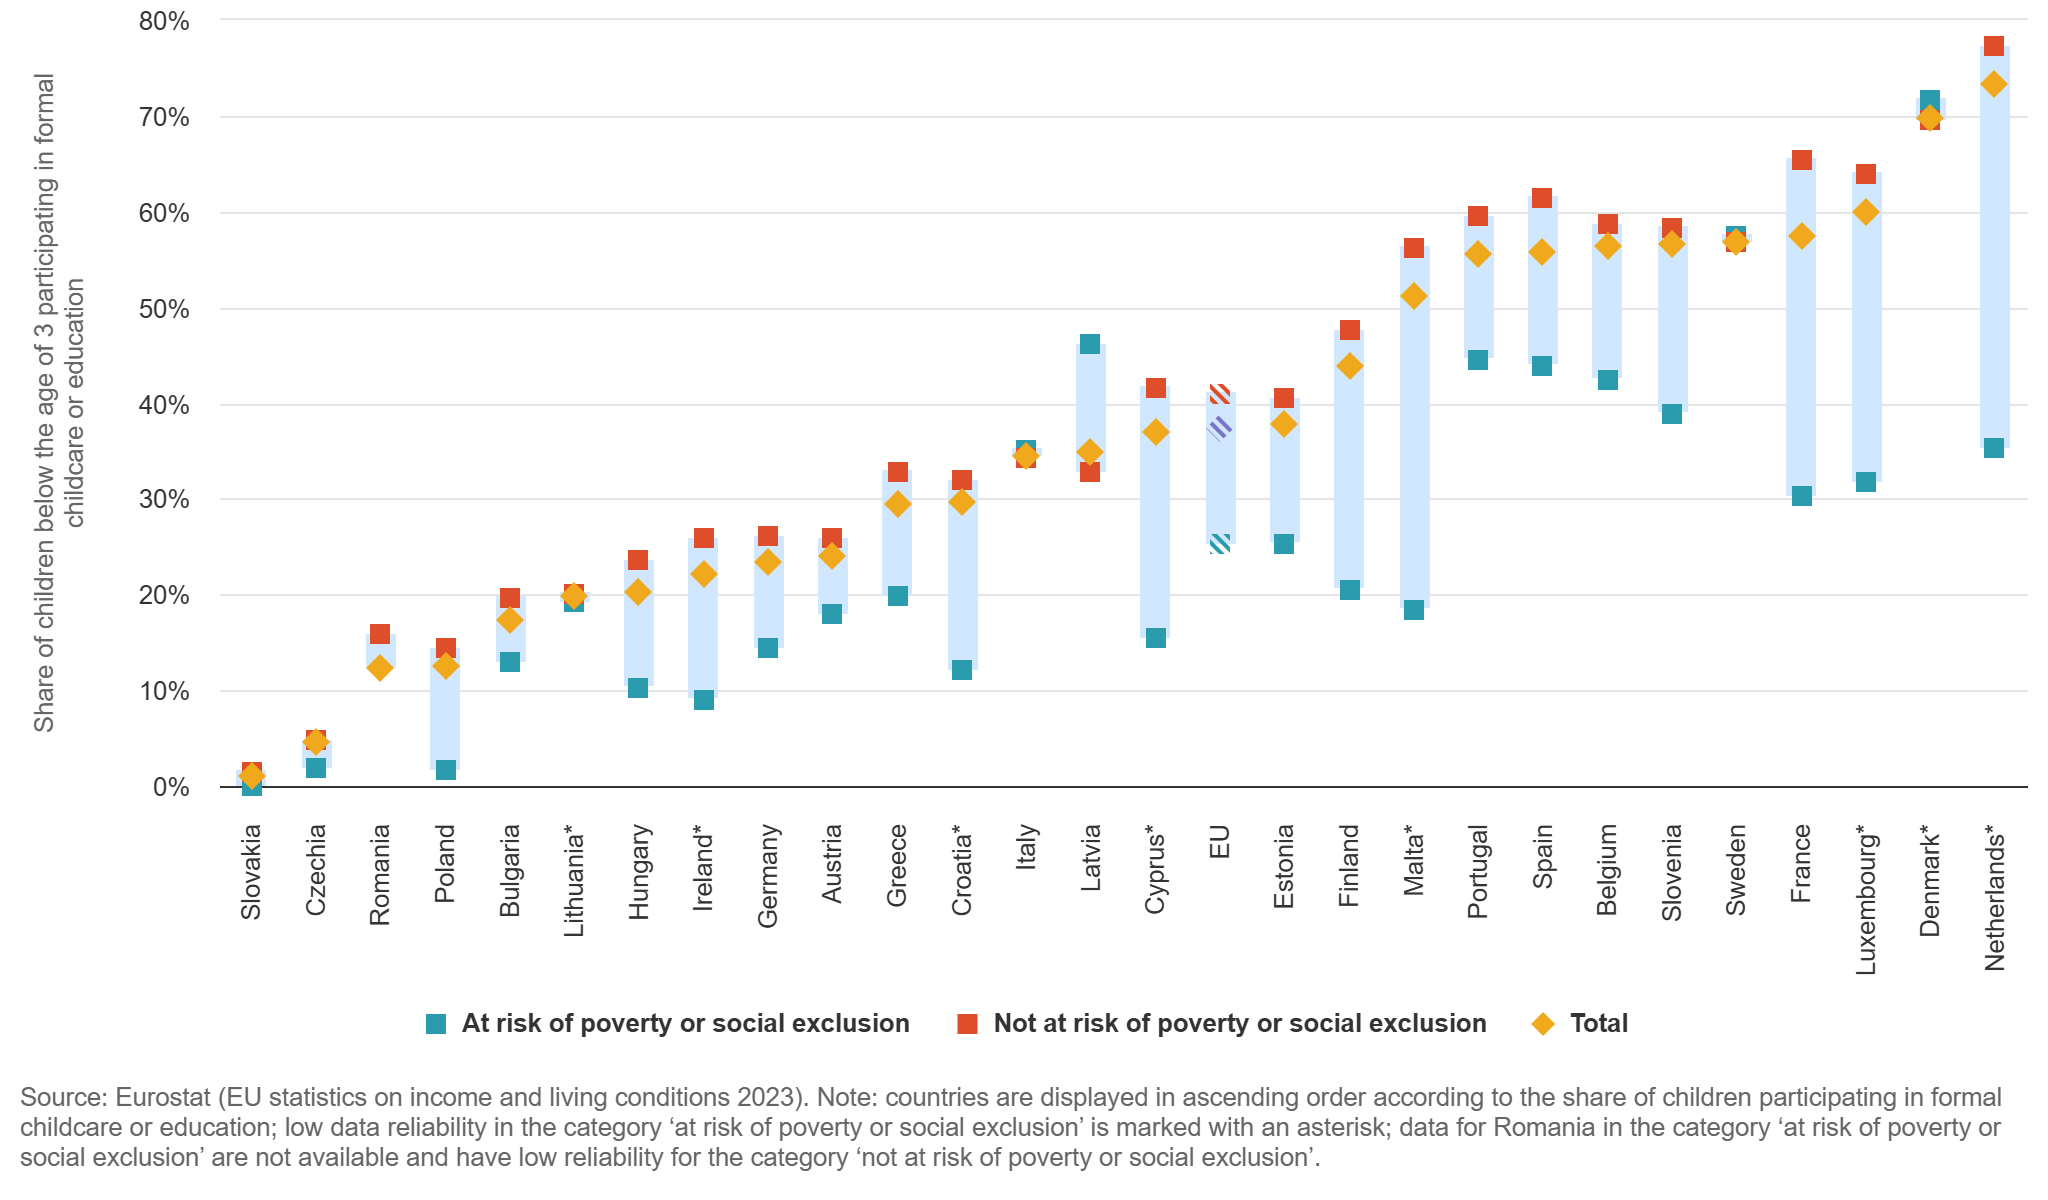 80%
70%
60%
50%
40%
30%
20%
10%
0%
Share of children below the age of 3 participating in formal
childcare or education
Slovakia
Czechia
Romania
Poland
Bulgaria
Lithuania*
Hungary
Ireland*
Germany
Austria
Greece
Croatia*
Italy
Latvia
Cyprus*
EU
Estonia
Finland
Malta*
Portugal
Spain
Belgium
Slovenia
Sweden
France
Luxembourg*
Denmark*
Netherlands*
At risk of poverty or social exclusion
Not at risk of poverty or social exclusion
Total
Source: Eurostat (EU statistics on income and living conditions 2023). Note: countries are displayed in ascending order according to the share of children participating in formal
childcare or education; low data reliability in the category ‘at risk of poverty or social exclusion’ is marked with an asterisk; data for Romania in the category ‘at risk of poverty or
social exclusion’ are not available and have low reliability for the category ‘not at risk of poverty or social exclusion’.